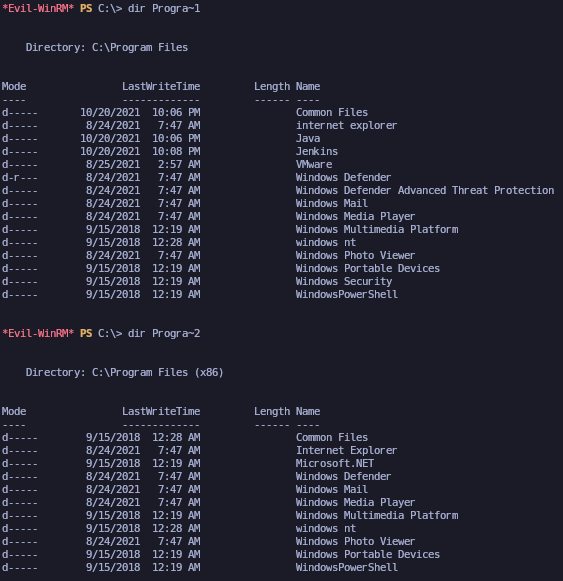 *Evil-WinRM* PS C:\> dir Progra~1
Directory: C:\Program Files
Mode LastWriteTime Length Name
---- ------------- ------ ----
d----- 10/20/2021 10:06 PM Common Files
d----- 8/24/2021 7:47 AM internet explorer
d----- 10/20/2021 10:06 PM Java
d----- 10/20/2021 10:08 PM Jenkins
d----- 8/25/2021 2:57 AM VMware
d-r--- 8/24/2021 7:47 AM Windows Defender
d----- 8/24/2021 7:47 AM Windows Defender Advanced Threat Protection
d----- 8/24/2021 7:47 AM Windows Mail
d----- 8/24/2021 7:47 AM Windows Media Player
d----- 9/15/2018 12:19 AM Windows Multimedia Platform
d----- 9/15/2018 12:28 AM windows nt
d----- 8/24/2021 7:47 AM Windows Photo Viewer
d----- 9/15/2018 12:19 AM Windows Portable Devices
d----- 9/15/2018 12:19 AM Windows Security
d----- 9/15/2018 12:19 AM WindowsPowerShell
*Evil-WinRM* PS C:\> dir Progra~2
Directory: C:\Program Files (x86)
Mode LastWriteTime Length Name
---- ------------- ------ ----
d----- 9/15/2018 12:28 AM Common Files
d----- 8/24/2021 7:47 AM Internet Explorer
d----- 9/15/2018 12:19 AM Microsoft.NET
d----- 8/24/2021 7:47 AM Windows Defender
d----- 8/24/2021 7:47 AM Windows Mail
d----- 8/24/2021 7:47 AM Windows Media Player
d----- 9/15/2018 12:19 AM Windows Multimedia Platform
d----- 9/15/2018 12:28 AM windows nt
d----- 8/24/2021 7:47 AM Windows Photo Viewer
d----- 9/15/2018 12:19 AM Windows Portable Devices
d----- 9/15/2018 12:19 AM WindowsPowerShell